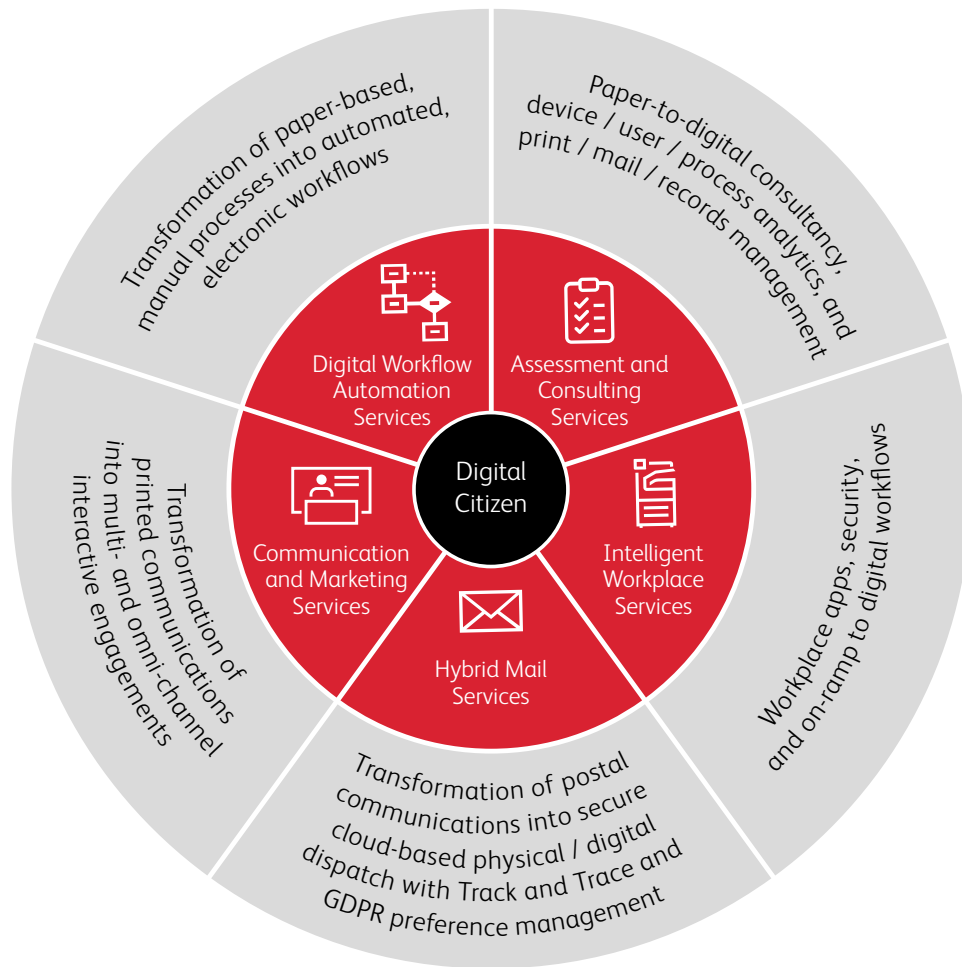 Transformation of paper-based,
manual processes into automated,
electronic workflows
Paper-to-digital consultancy,
device / user / process analytics, and
print / mail / records management
Digital Workflow
Automation
Services
Assessment and
Consulting
Services
Digital
Citizen
Communication
and Marketing
Services
Intelligent
Workplace
Services
Hybrid Mail
Services
Transformation of
printed communications
into multi- and omni-channel
interactive engagements
Workplace apps, security,
and on-ramp to digital workflows
Transformation of postal
communications into secure
cloud-based physical / digital
dispatch with Track and Trace and
GDPR preference management